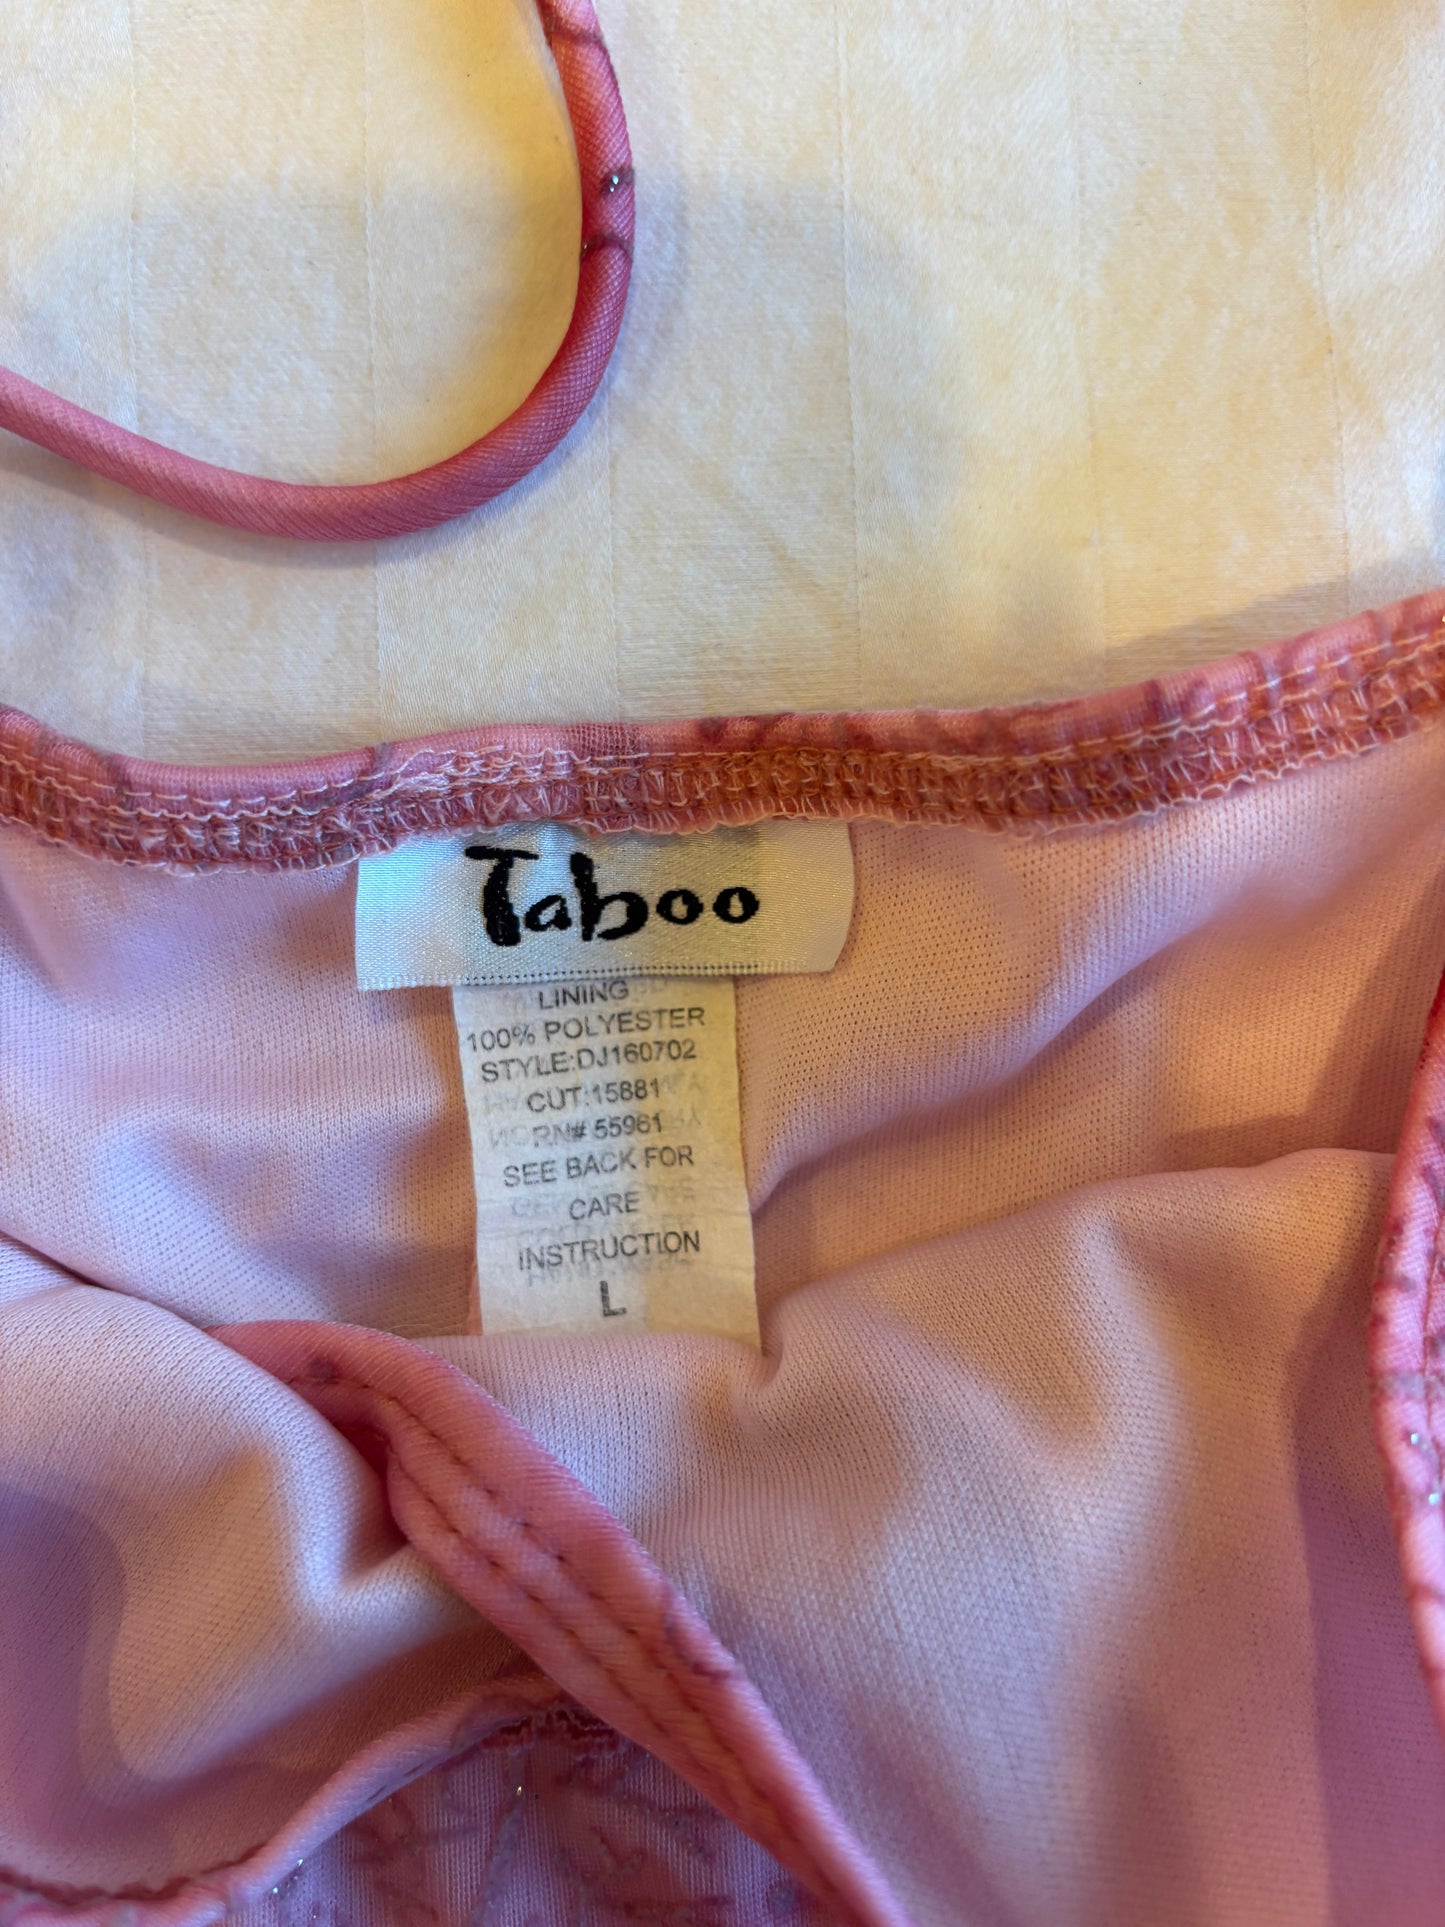 Taboo
LINING
100% POLYESTER
STYLE:DJ160702
CUT:15881
RN# 55961
SEE BACK FOR
CARE
INSTRUCTION
L